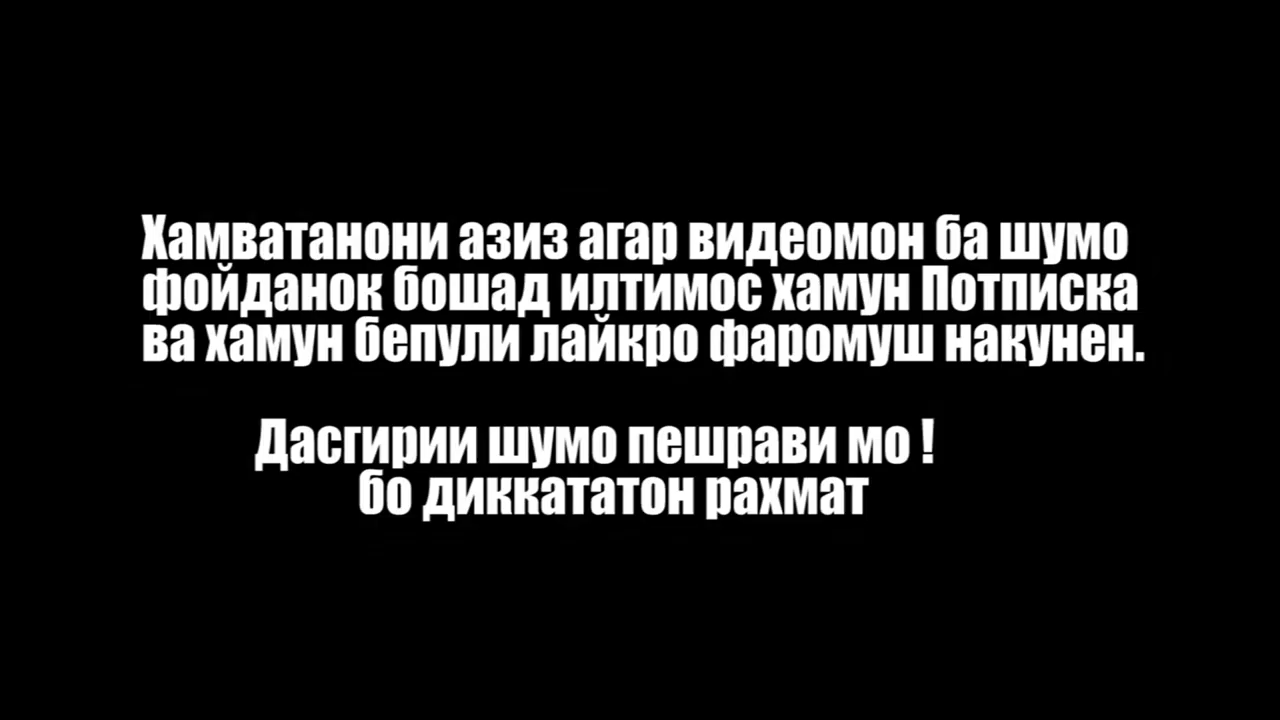 Хамватанони азиз агар видеомон ба шумо
фойданок бошад илтимос хамун Потписка
ва хамун бепули лайкро фаромуш накунен.
Дасгирии шумо пешрави мо !
бо диккататон рахмат